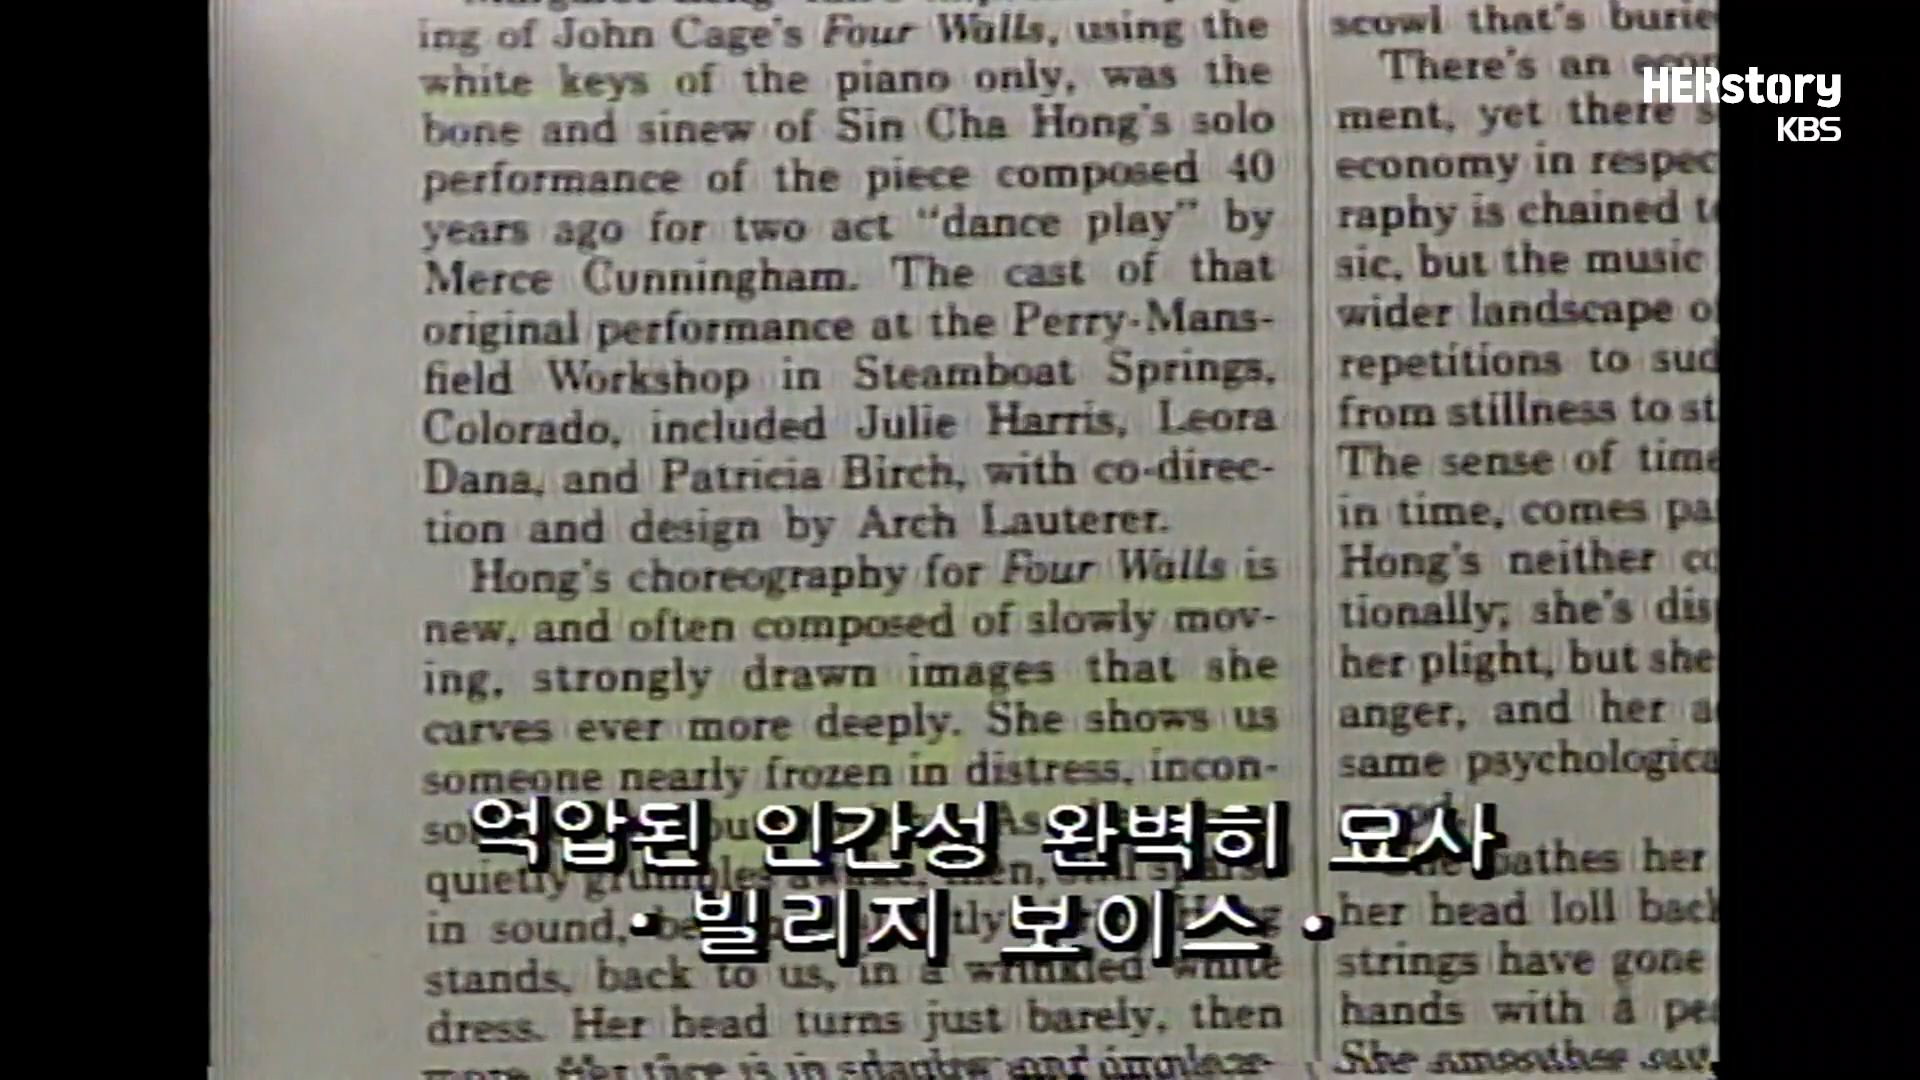 ing of John Cage's Four Walls, using the
white keys of the piano only, was the
bone and sinew of Sin Cha Hong's solo
performance of the piece composed 40
years ago for two act "dance play" by
Merce Cunningham. The cast of that
original performance at the Perry-Mans-
field Workshop in Steamboat Springs,
Colorado, included Julie Harris, Leora
Dana, and Patricia Birch, with co-direc-
tion and design by Arch Lauterer.
Hong's choreography for Four Walls is
new, and often composed of slowly mov-
ing, strongly drawn images that she
carves ever more deeply. She shows us
someone nearly frozen in distress, incon-
quietly grumbles
in sound,
stands, back to us, in a wrinkled white
dress. Her head turns just barely, then
scowl that's
There's an
ment, yet there
economy in
raphy is chained
sic, but the music
wider landscape
repetitions to
from stillness to
The sense of time
in time, comes
Hong's neither
tionally; she's
her plight, but she
anger, and her
same
bathes her
her head loll
strings have gone
hands with a
HERstory
KBS
억압된 인간성 완벽히 묘사
· 빌리지 보이스 ·